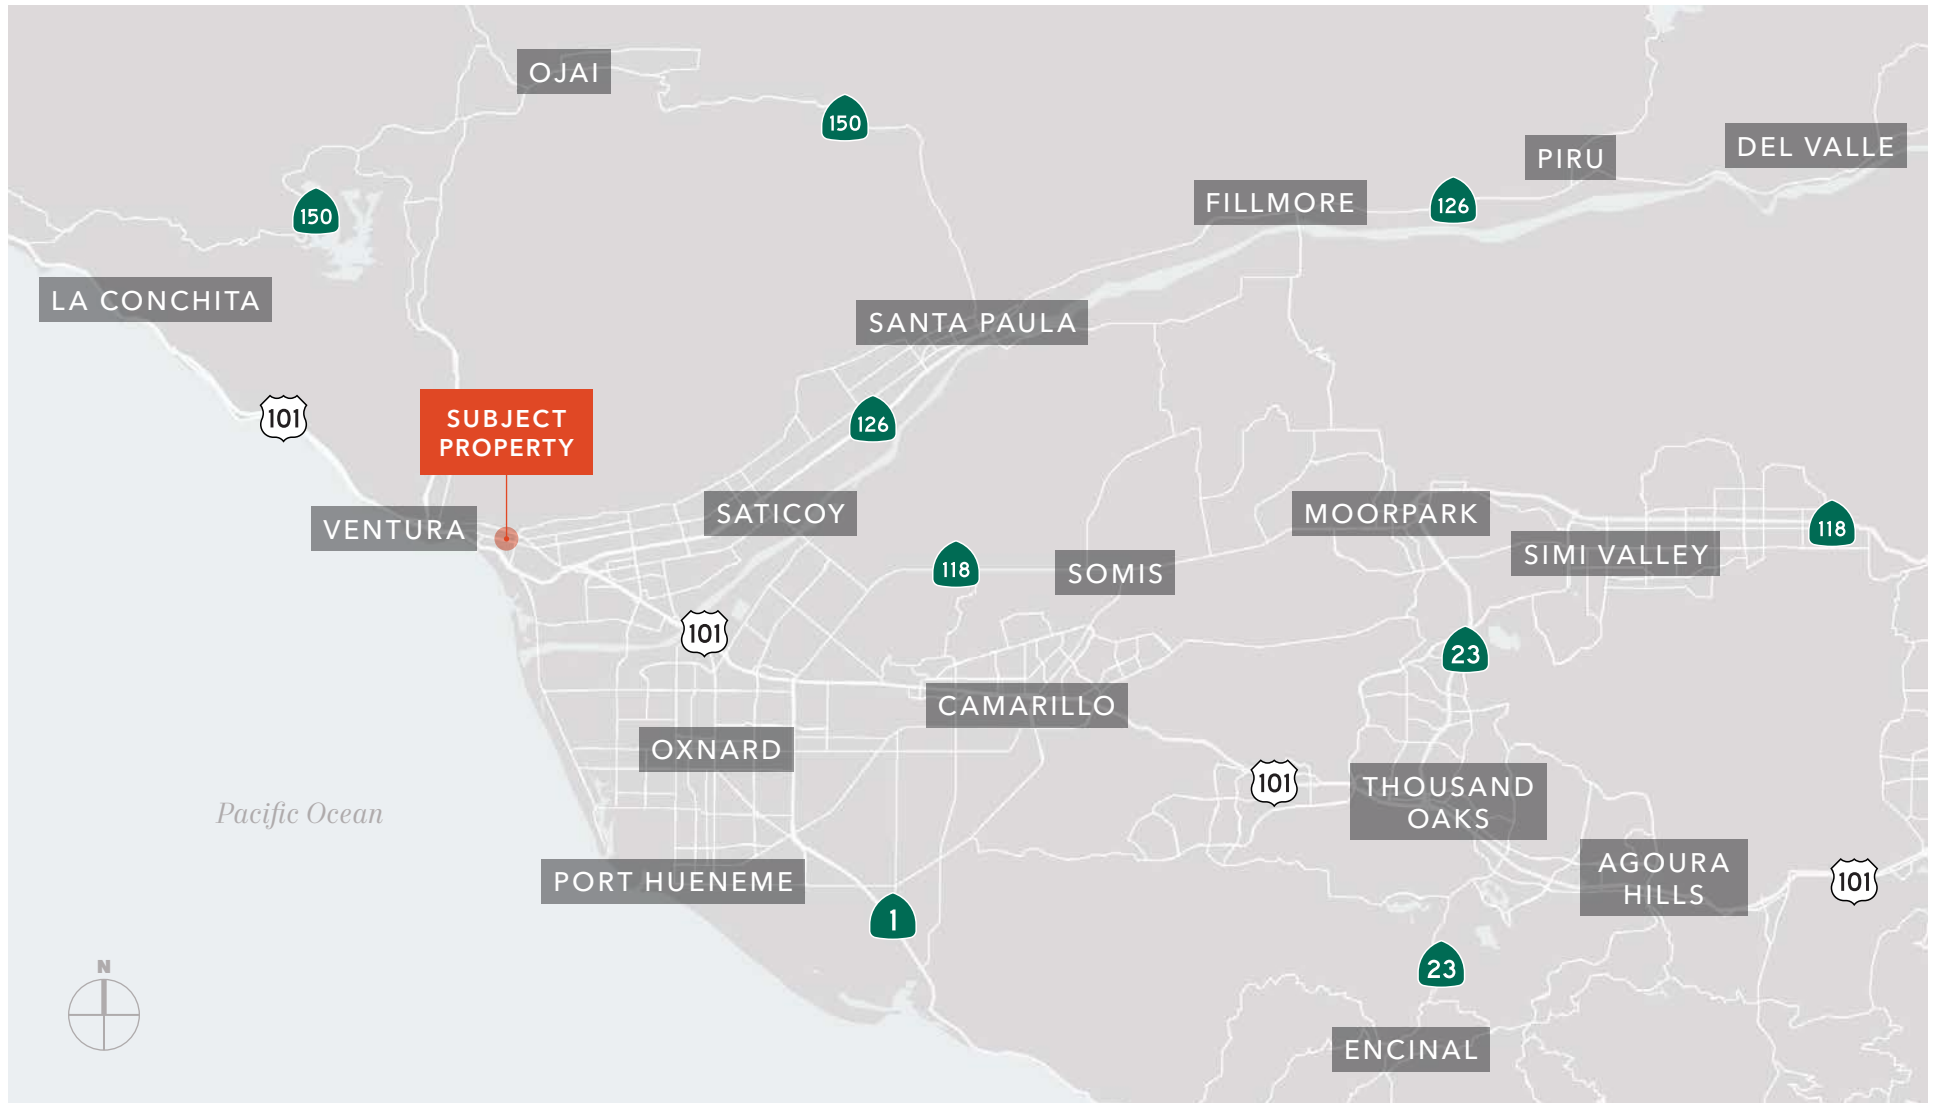 OJAI
150
PIRU
DEL VALLE
FILLMORE
126
150
LA CONCHITA
SANTA PAULA
101
SUBJECT
PROPERTY
126
VENTURA
SATICOY
MOORPARK
118
SIMI VALLEY
118
SOMIS
101
23
CAMARILLO
OXNARD
101
THOUSAND
OAKS
Pacific Ocean
PORT HUENEME
AGOURA
HILLS
101
1
N
23
ENCINAL